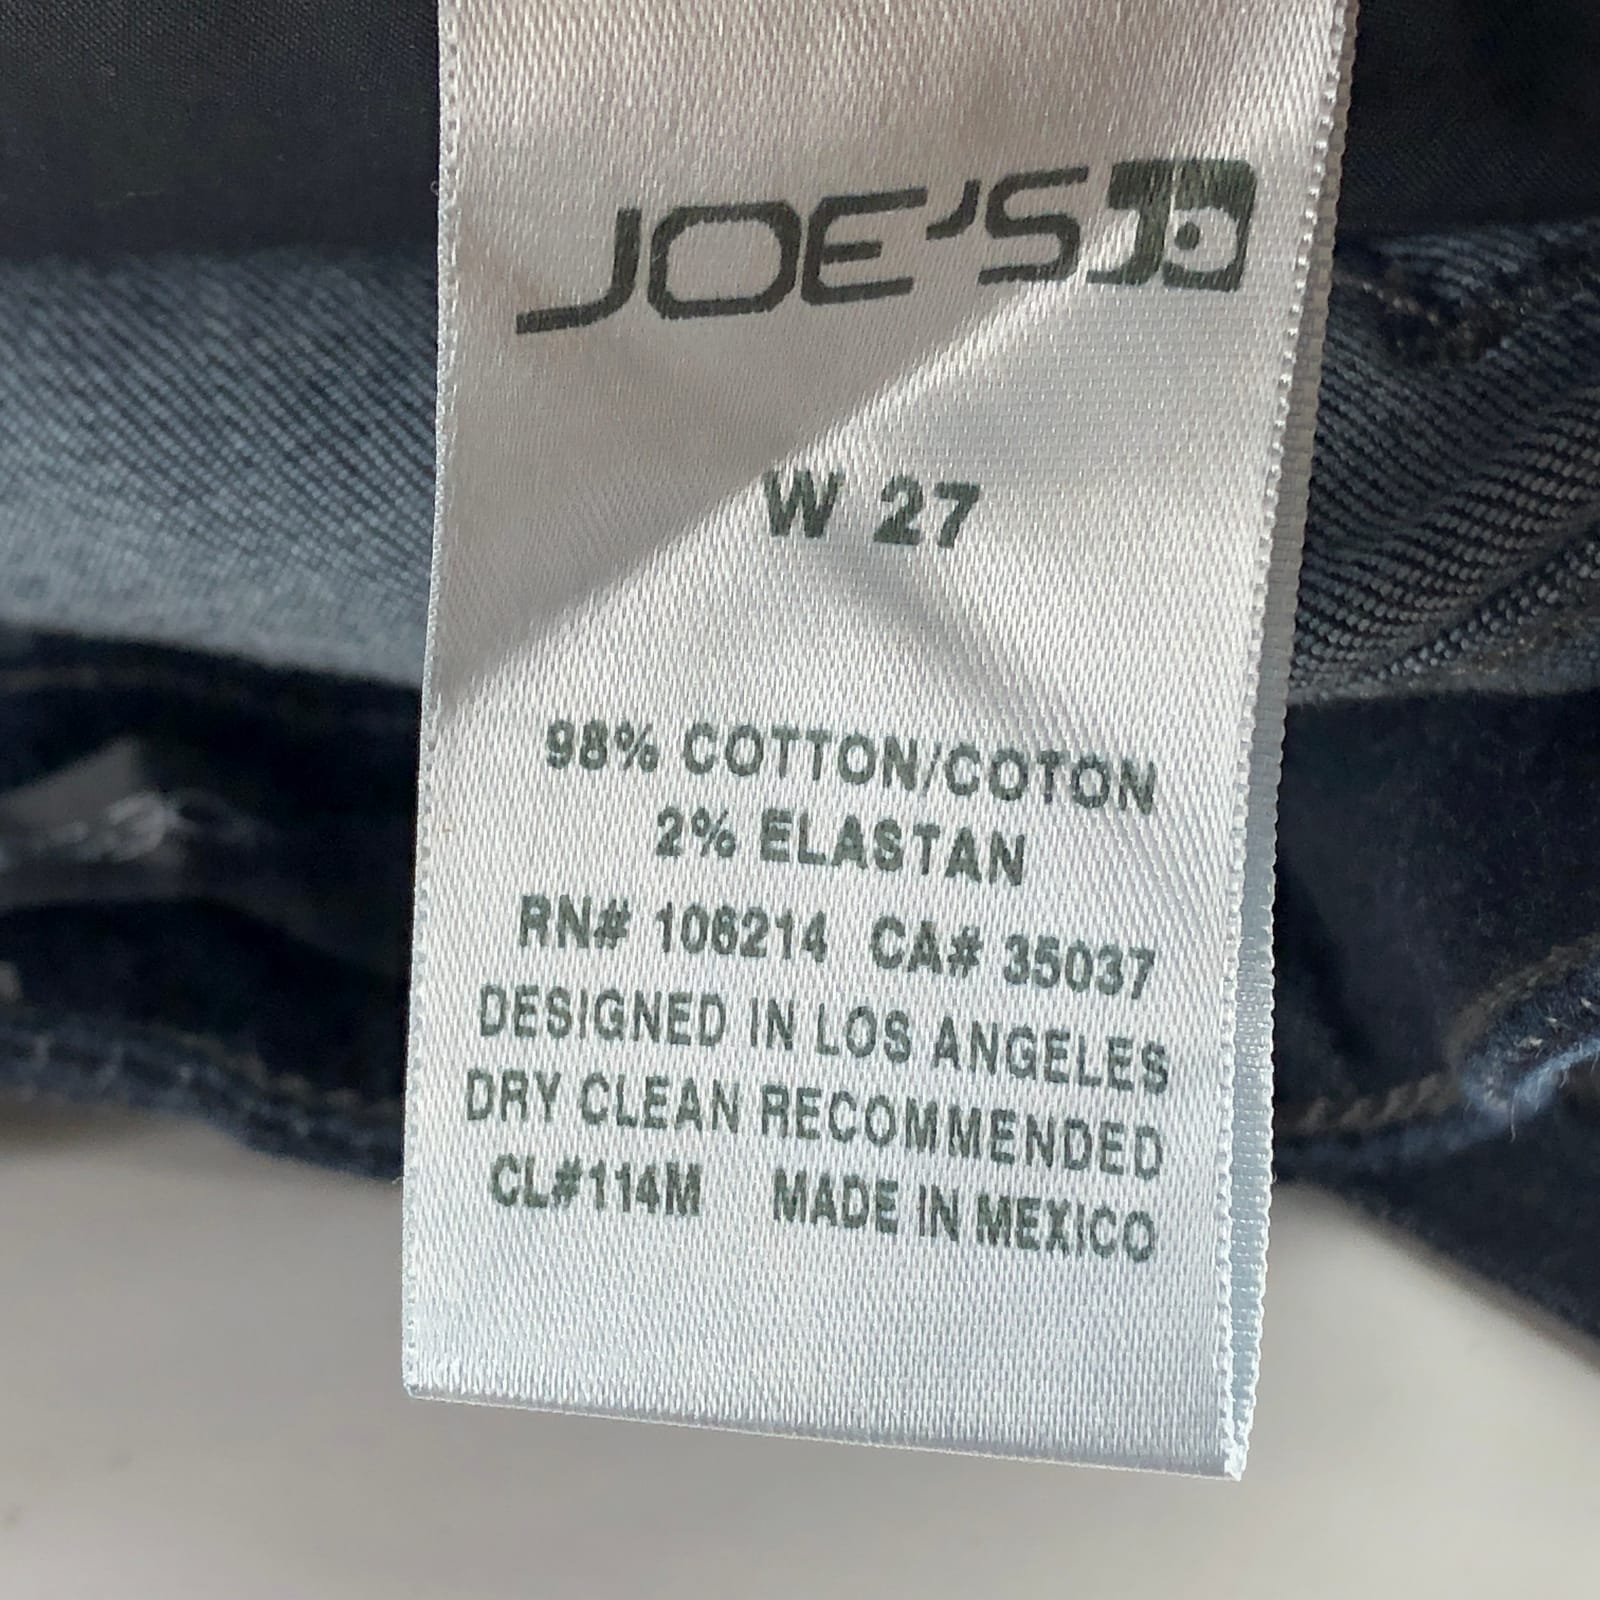 JOE'S JD
W 27
98% COTTON/COTON
2% ELASTAN
RN# 106214 CA# 35037
DESIGNED IN LOS ANGELES
DRY CLEAN RECOMMENDED
CL#114M MADE IN MEXICO